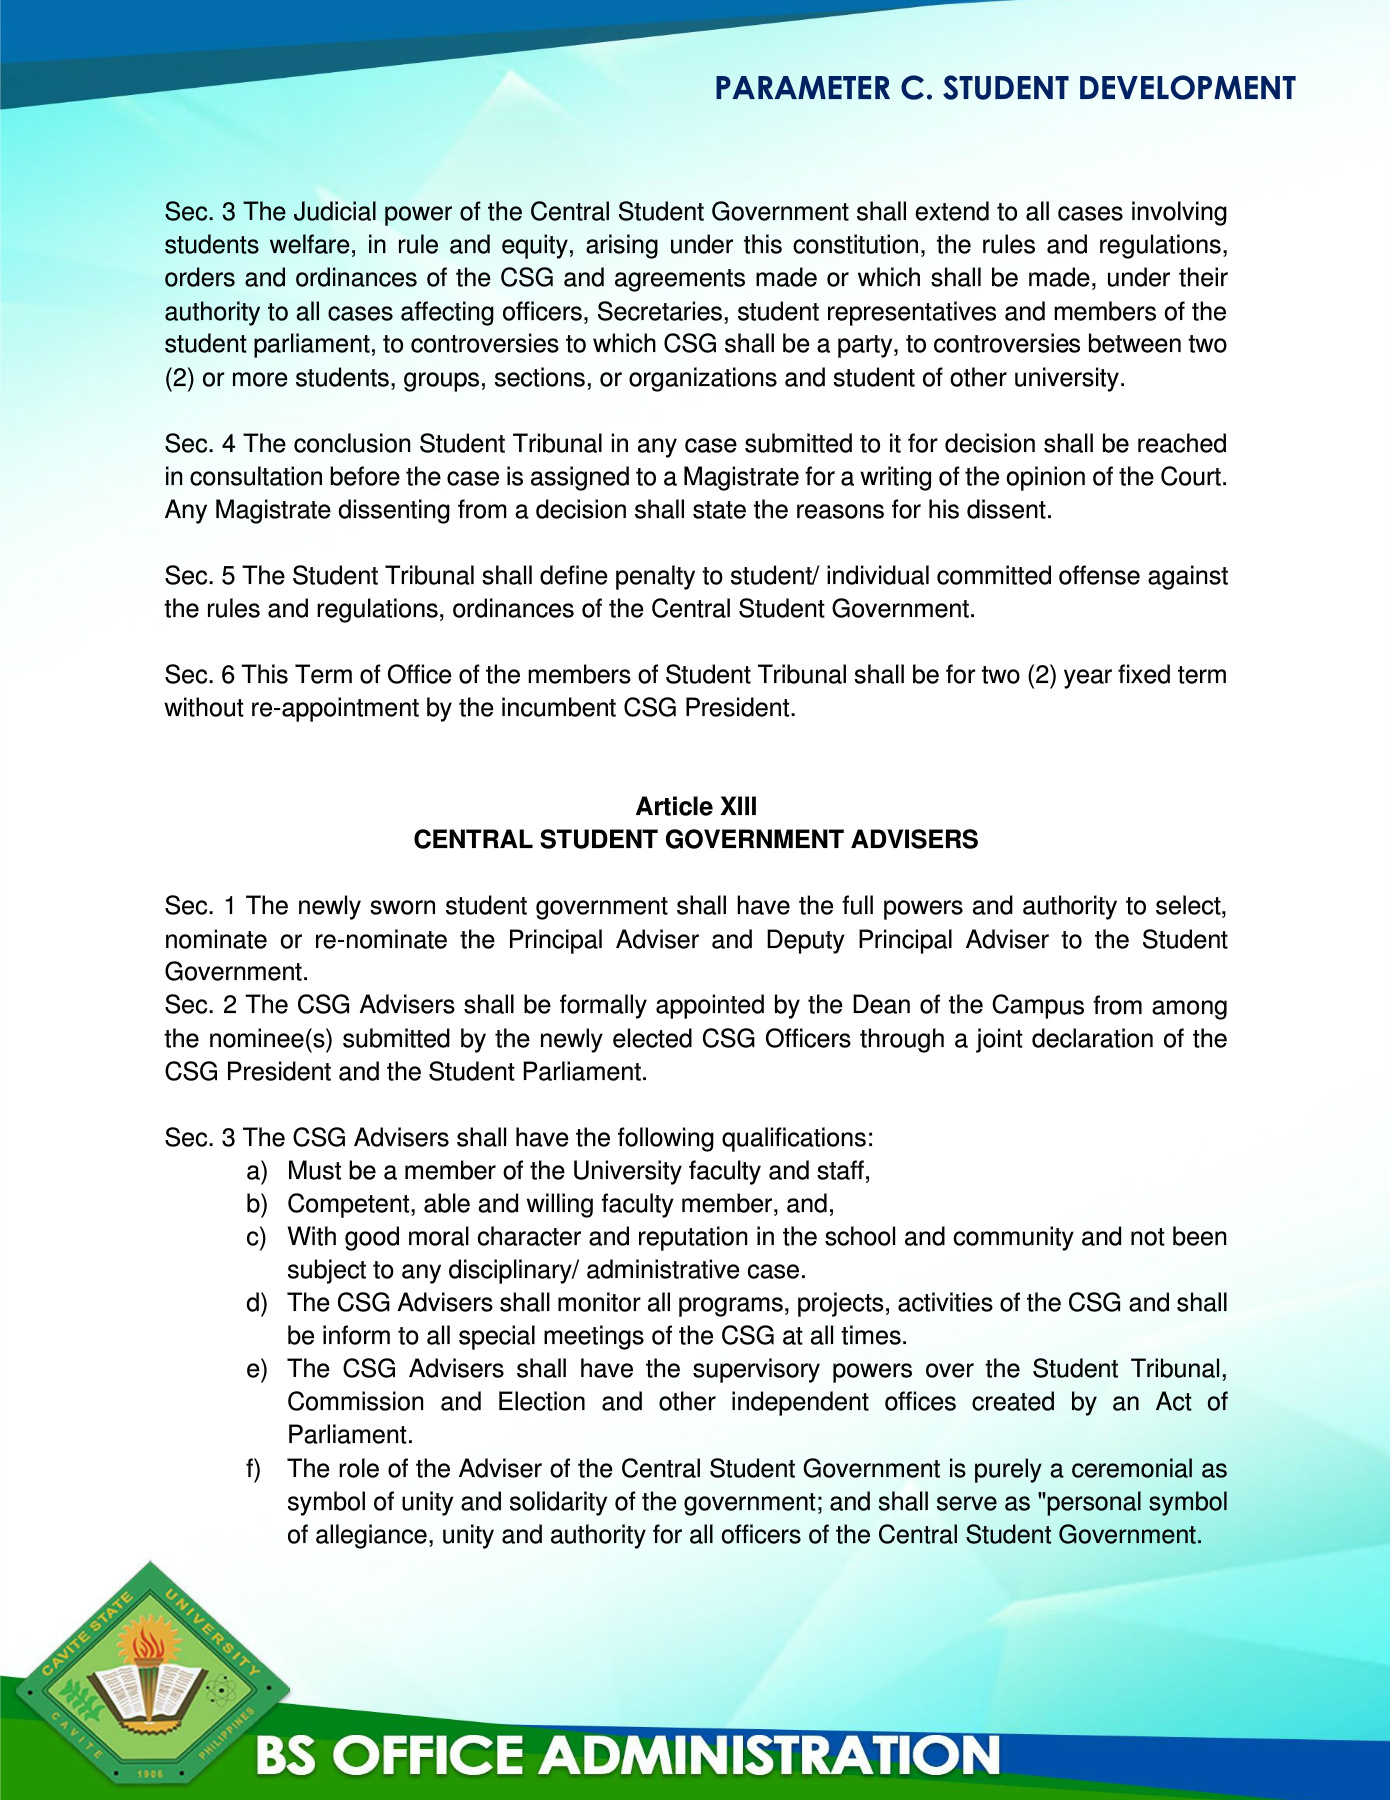 PARAMETER C. STUDENT DEVELOPMENT
Sec. 3 The Judicial power of the Central Student Government shall extend to all cases involving
students welfare, in rule and equity, arising under this constitution, the rules and regulations,
orders and ordinances of the CSG and agreements made or which shall be made, under their
authority to all cases affecting officers, Secretaries, student representatives and members of the
student parliament, to controversies to which CSG shall be a party, to controversies between two
(2) or more students, groups, sections, or organizations and student of other university.
Sec. 4 The conclusion Student Tribunal in any case submitted to it for decision shall be reached
in consultation before the case is assigned to a Magistrate for a writing of the opinion of the Court.
Any Magistrate dissenting from a decision shall state the reasons for his dissent.
Sec. 5 The Student Tribunal shall define penalty to student/ individual committed offense against
the rules and regulations, ordinances of the Central Student Government.
Sec. 6 This Term of Office of the members of Student Tribunal shall be for two (2) year fixed term
without re-appointment by the incumbent CSG President.
Article XIII
CENTRAL STUDENT GOVERNMENT ADVISERS
Sec. 1 The newly sworn student government shall have the full powers and authority to select,
nominate or re-nominate the Principal Adviser and Deputy Principal Adviser to the Student
Government.
Sec. 2 The CSG Advisers shall be formally appointed by the Dean of the Campus from among
the nominee(s) submitted by the newly elected CSG Officers through a joint declaration of the
CSG President and the Student Parliament.
Sec. 3 The CSG Advisers shall have the following qualifications:
a) Must be a member of the University faculty and staff,
b) Competent, able and willing faculty member, and,
c) With good moral character and reputation in the school and community and not been
subject to any disciplinary/ administrative case.
d) The CSG Advisers shall monitor all programs, projects, activities of the CSG and shall
be inform to all special meetings of the CSG at all times.
e) The CSG Advisers shall have the supervisory powers over the Student Tribunal,
Commission and Election and other independent offices created by an Act of
Parliament.
f) The role of the Adviser of the Central Student Government is purely a ceremonial as
symbol of unity and solidarity of the government; and shall serve as "personal symbol
of allegiance, unity and authority for all officers of the Central Student Government.
CAVITE STATE UNIVERSITY
CAVITE PHILIPPINES
1906
BS OFFICE ADMINISTRATION